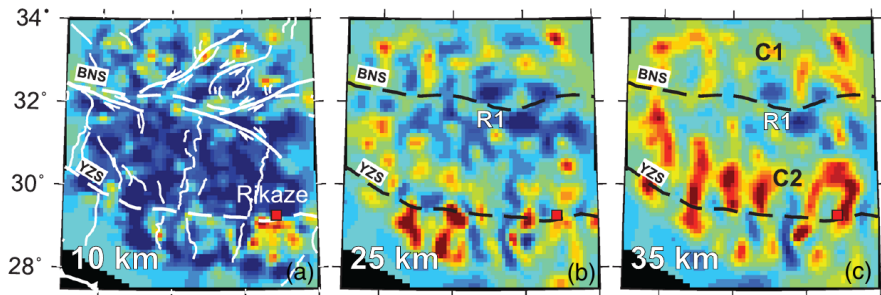 34°
32°
30°
28°
BNS
YZS
Rikaze
10 km
(a)
BNS
R1
YZS
25 km
(b)
C1
BNS
R1
YZS
C2
35 km
(c)